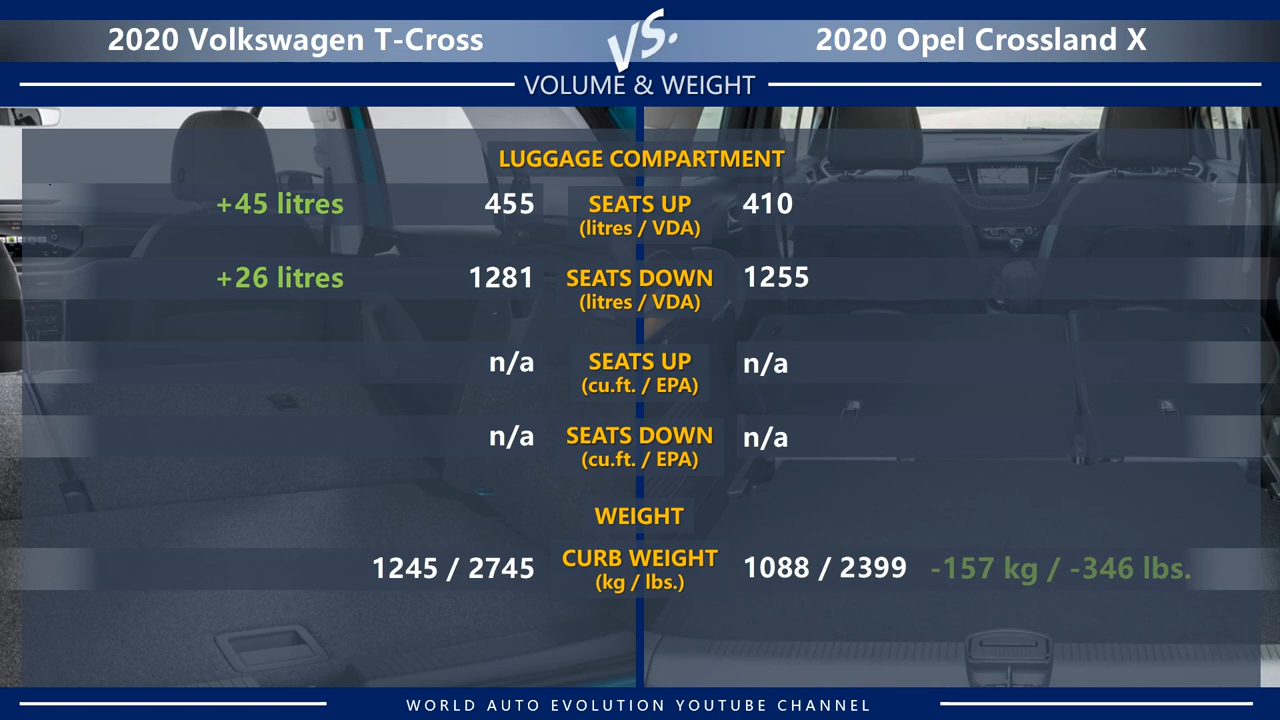 2020 Volkswagen T-Cross VS. 2020 Opel Crossland X
VOLUME & WEIGHT
LUGGAGE COMPARTMENT
+45 litres 455 SEATS UP 410
(litres / VDA)
+26 litres 1281 SEATS DOWN 1255
(litres / VDA)
n/a SEATS UP n/a
(cu.ft. / EPA)
n/a SEATS DOWN n/a
(cu.ft. / EPA)
WEIGHT
1245 / 2745 CURB WEIGHT 1088 / 2399 -157 kg / -346 lbs.
(kg / lbs.)
WORLD AUTO EVOLUTION YOUTUBE CHANNEL